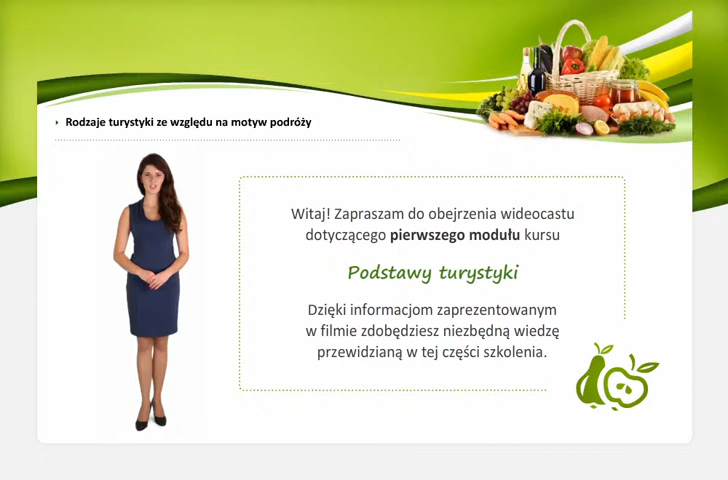 Rodzaje turystyki ze względu na motyw podróży
Witaj! Zapraszam do obejrzenia wideocastu
dotyczącego pierwszego modułu kursu
Podstawy turystyki
Dzięki informacjom zaprezentowanym
w filmie zdobędziesz niezbędną wiedzę
przewidzianą w tej części szkolenia.